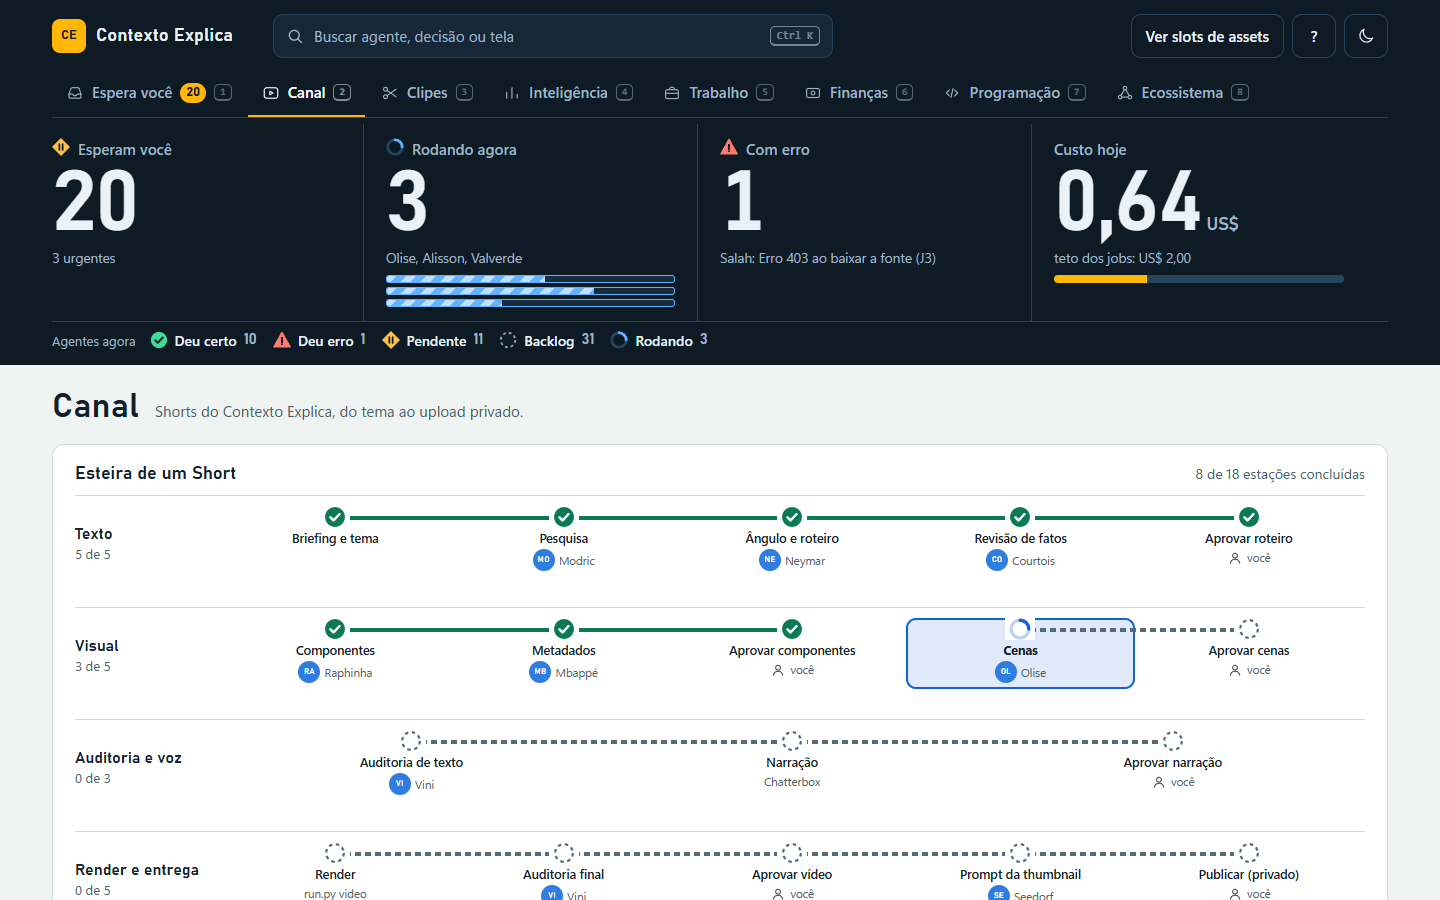 CE Contexto Explica
Buscar agente, decisão ou tela Ctrl K
Ver slots de assets ?
Espera você 20 1 Canal 2 Clipes 3 Inteligência 4 Trabalho 5 Finanças 6 Programação 7 Ecossistema 8
Esperam você
20
3 urgentes
Rodando agora
3
Olise, Alisson, Valverde
Com erro
1
Salah: Erro 403 ao baixar a fonte (J3)
Custo hoje
0,64 US$
teto dos jobs: US$ 2,00
Agentes agora Deu certo 10 Deu erro 1 Pendente 11 Backlog 31 Rodando 3
Canal Shorts do Contexto Explica, do tema ao upload privado.
Esteira de um Short 8 de 18 estações concluídas
Texto
5 de 5
Briefing e tema
Pesquisa
MO Modric
Ângulo e roteiro
NE Neymar
Revisão de fatos
CO Courtois
Aprovar roteiro
você
Visual
3 de 5
Componentes
RA Raphinha
Metadados
MB Mbappé
Aprovar componentes
você
Cenas
OL Olise
Aprovar cenas
você
Auditoria e voz
0 de 3
Auditoria de texto
VI Vini
Narração
Chatterbox
Aprovar narração
você
Render e entrega
0 de 5
Render
run.py video
Auditoria final
VI Vini
Aprovar vídeo
você
Prompt da thumbnail
SE Seedorf
Publicar (privado)
você